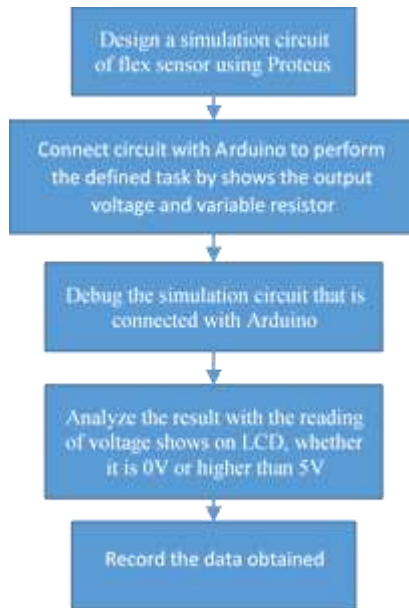 Design a simulation circuit
of flex sensor using Proteus
Connect circuit with Arduino to perform
the defined task by shows the output
voltage and variable resistor
Debug the simulation circuit that is
connected with Arduino
Analyze the result with the reading
of voltage shows on LCD, whether
it is 0V or higher than 5V
Record the data obtained